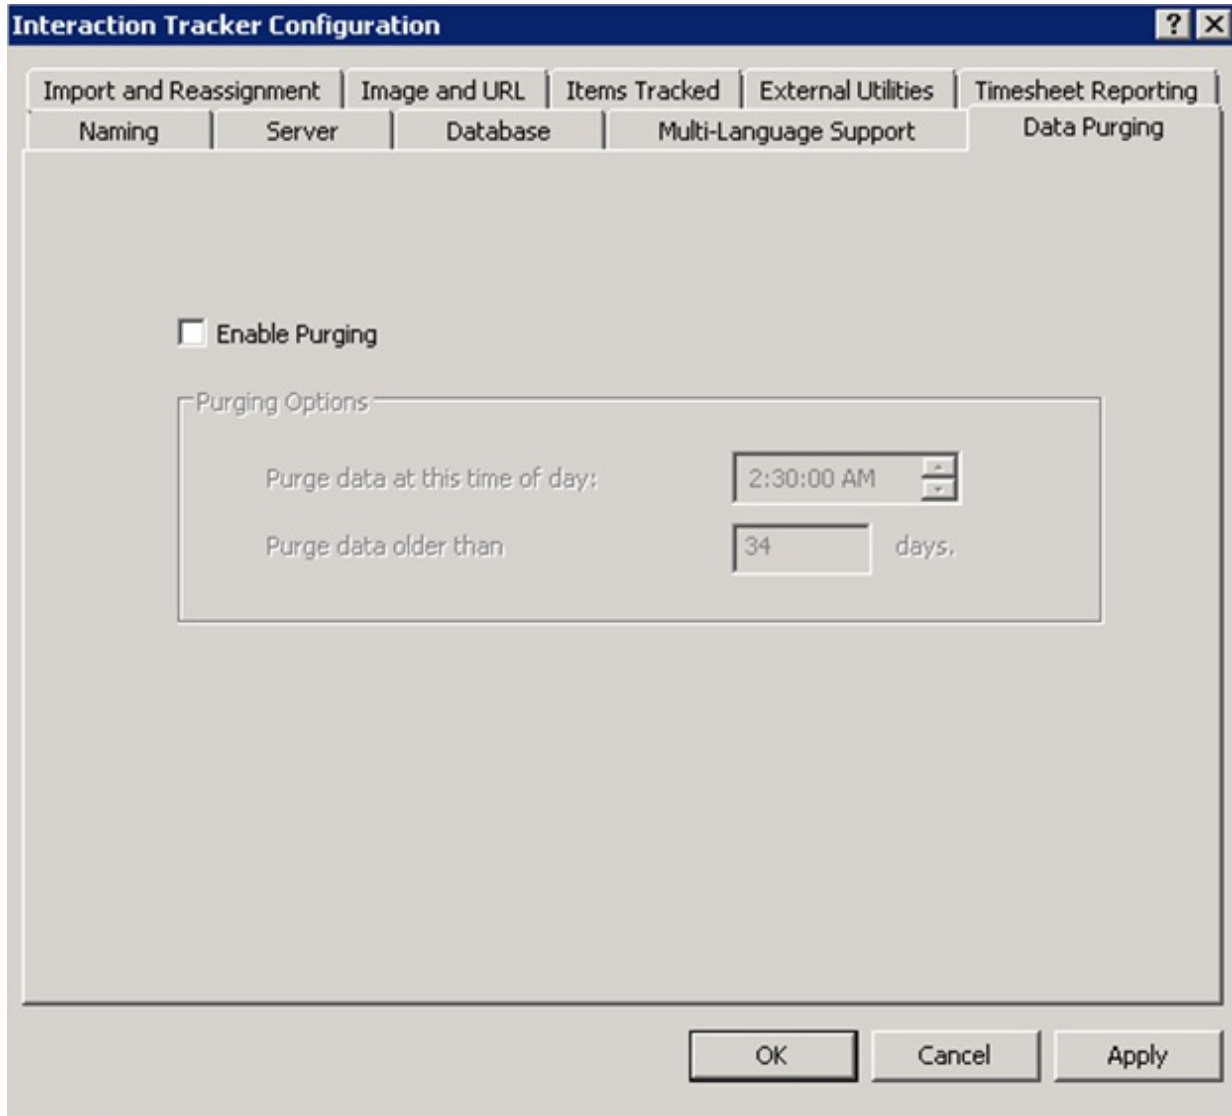 Interaction Tracker Configuration
Import and Reassignment Image and URL Items Tracked External Utilities Timesheet Reporting
Naming Server Database Multi-Language Support Data Purging
Enable Purging
Purging Options
Purge data at this time of day: 2:30:00 AM
Purge data older than 34 days.
OK Cancel Apply